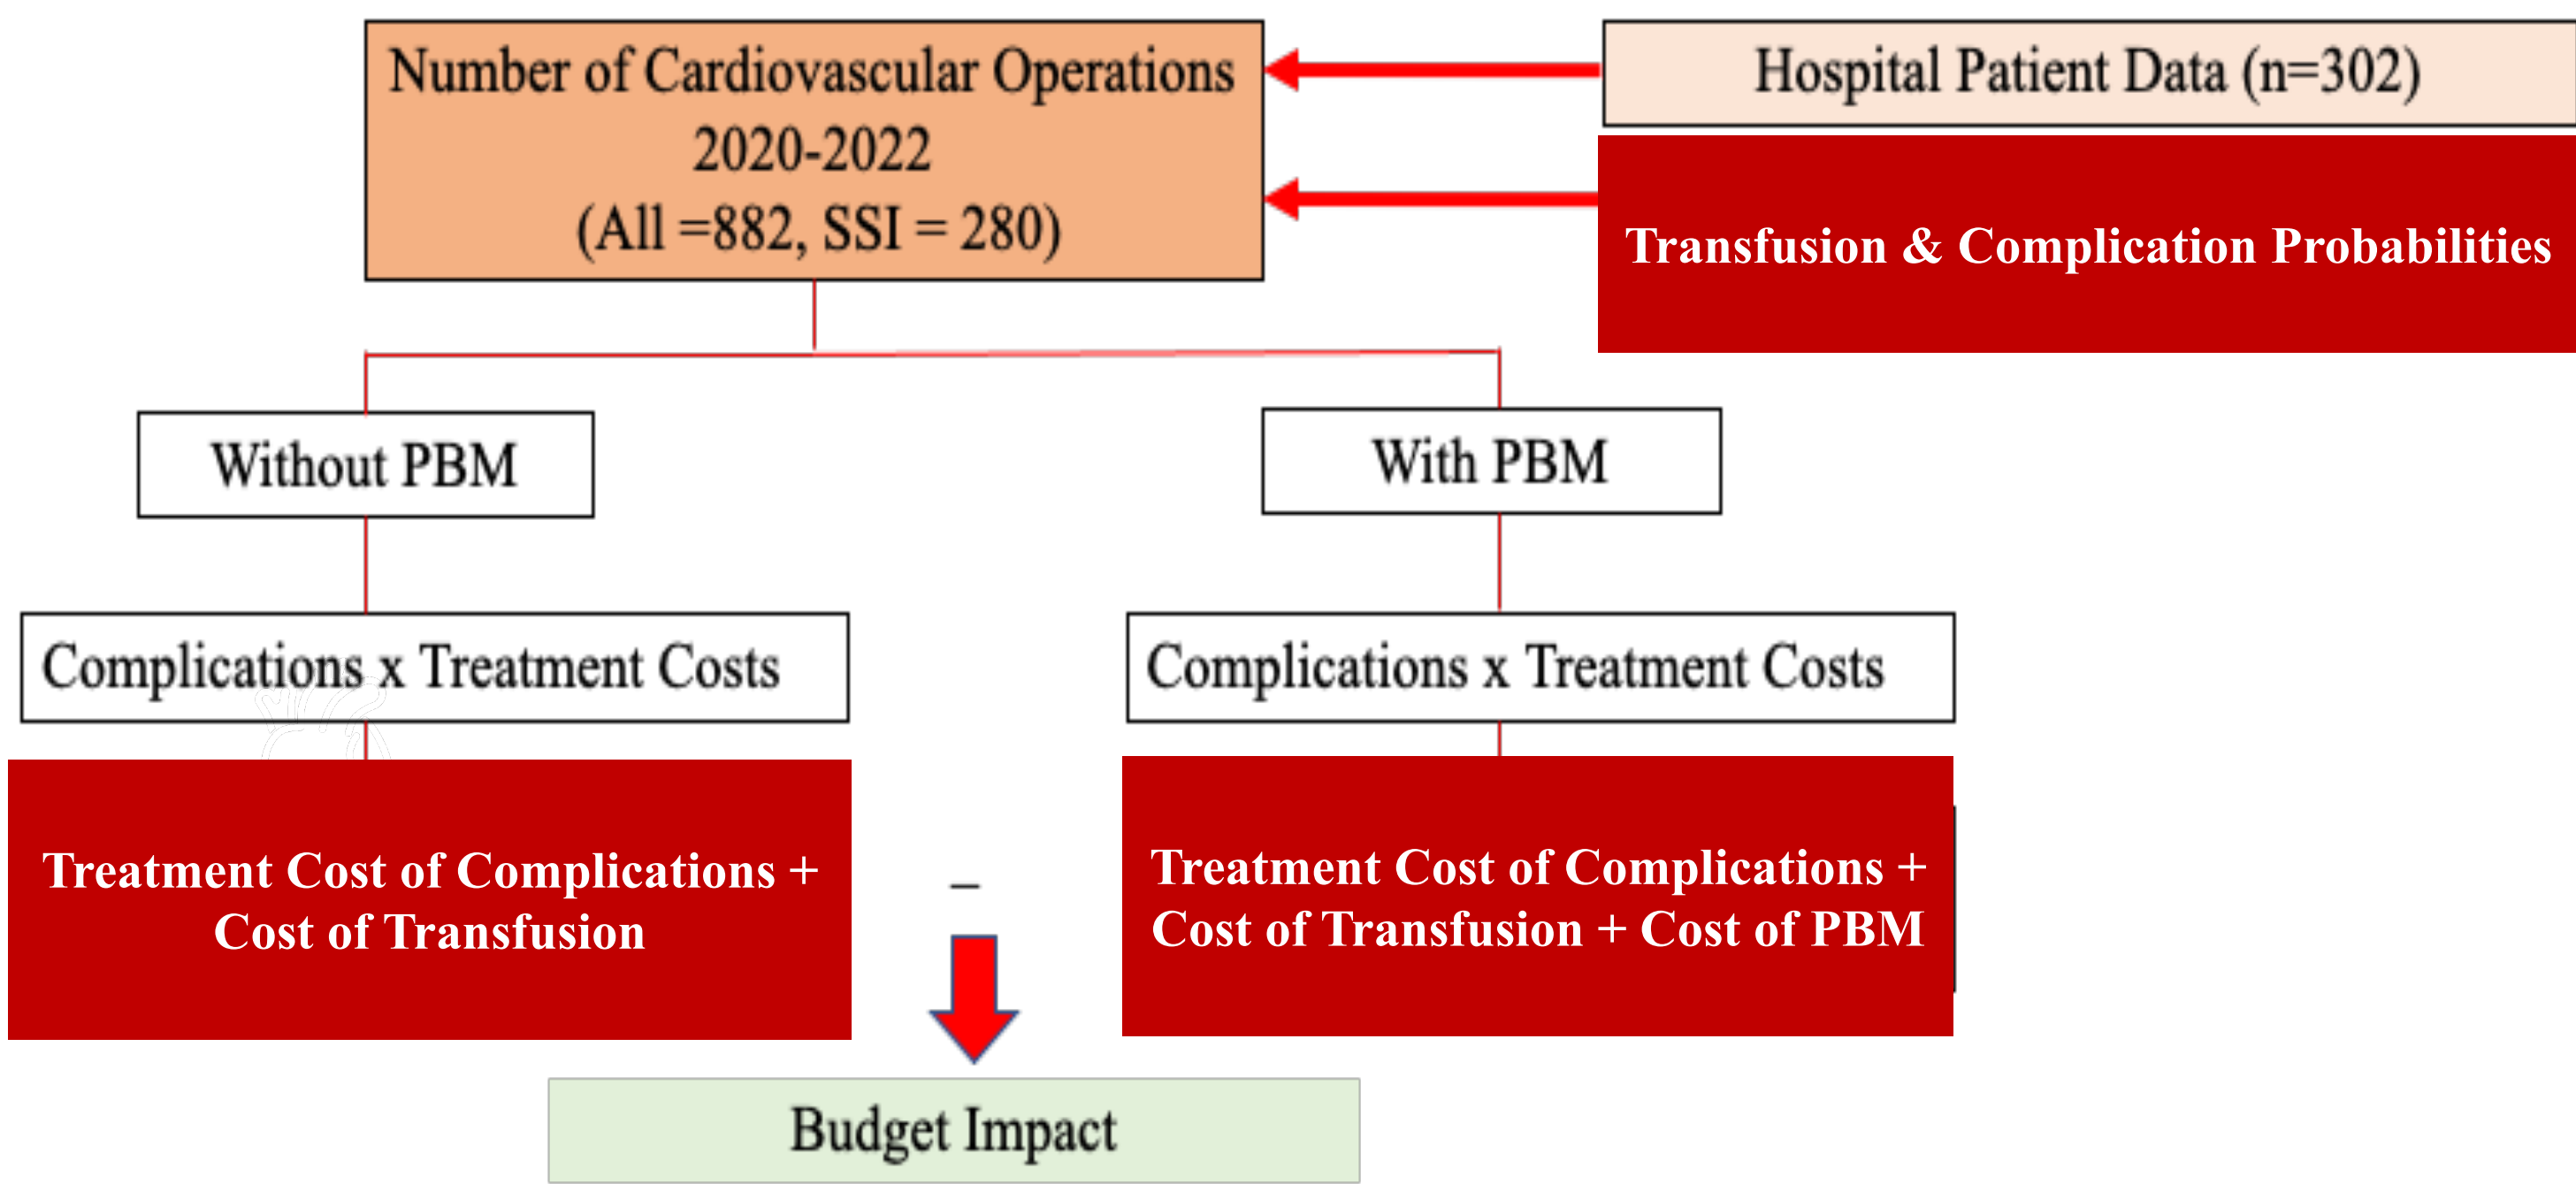 Number of Cardiovascular Operations
2020-2022
(All =882, SSI = 280)
Hospital Patient Data (n=302)
Transfusion & Complication Probabilities
Without PBM
With PBM
Complications x Treatment Costs
Complications x Treatment Costs
Treatment Cost of Complications +
Cost of Transfusion
–
Treatment Cost of Complications +
Cost of Transfusion + Cost of PBM
Budget Impact